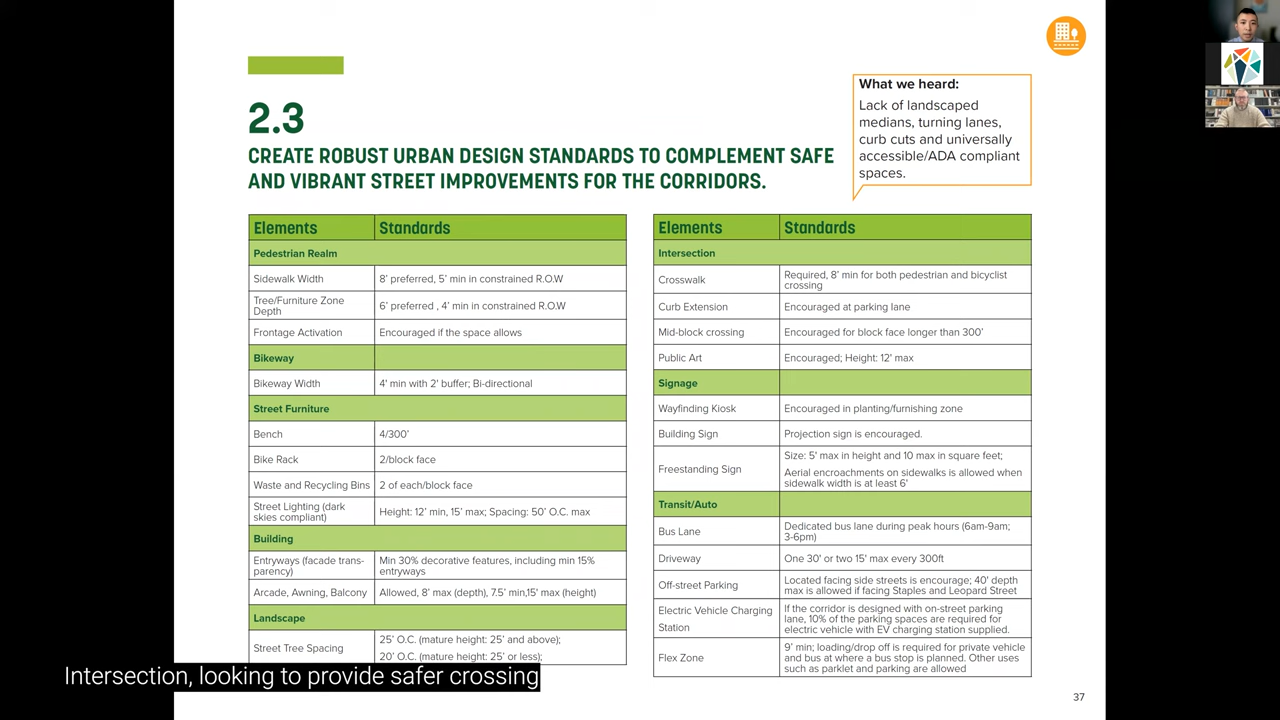 2.3
CREATE ROBUST URBAN DESIGN STANDARDS TO COMPLEMENT SAFE
AND VIBRANT STREET IMPROVEMENTS FOR THE CORRIDORS.
What we heard:
Lack of landscaped
medians, turning lanes,
curb cuts and universally
accessible/ADA compliant
spaces.
Elements Standards
Pedestrian Realm
Sidewalk Width 8' preferred, 5' min in constrained R.O.W
Tree/Furniture Zone
Depth
6' preferred , 4' min in constrained R.O.W
Frontage Activation Encouraged if the space allows
Bikeway
Bikeway Width 4' min with 2' buffer; Bi-directional
Street Furniture
Bench 4/300'
Bike Rack 2/block face
Waste and Recycling Bins 2 of each/block face
Street Lighting (dark
skies compliant)
Height: 12' min, 15' max; Spacing: 50' O.C. max
Building
Entryways (facade trans-
parency)
Min 30% decorative features, including min 15%
entryways
Arcade, Awning, Balcony Allowed, 8' max (depth), 7.5' min,15' max (height)
Landscape
Street Tree Spacing
25' O.C. (mature height: 25' and above);
20' O.C. (mature height: 25' or less);
Elements Standards
Intersection
Crosswalk
Required, 8' min for both pedestrian and bicyclist
crossing
Curb Extension Encouraged at parking lane
Mid-block crossing Encouraged for block face longer than 300'
Public Art Encouraged; Height: 12' max
Signage
Wayfinding Kiosk Encouraged in planting/furnishing zone
Building Sign Projection sign is encouraged.
Freestanding Sign
Size: 5' max in height and 10 max in square feet;
Aerial encroachments on sidewalks is allowed when
sidewalk width is at least 6'
Transit/Auto
Bus Lane
Dedicated bus lane during peak hours (6am-9am;
3-6pm)
Driveway One 30' or two 15' max every 300ft
Off-street Parking
Located facing side streets is encourage; 40' depth
max is allowed if facing Staples and Leopard Street
Electric Vehicle Charging
Station
If the corridor is designed with on-street parking
lane, 10% of the parking spaces are required for
electric vehicle with EV charging station supplied.
Flex Zone
9' min; loading/drop off is required for private vehicle
and bus at where a bus stop is planned. Other uses
such as parklet and parking are allowed
Intersection, looking to provide safer crossing
37